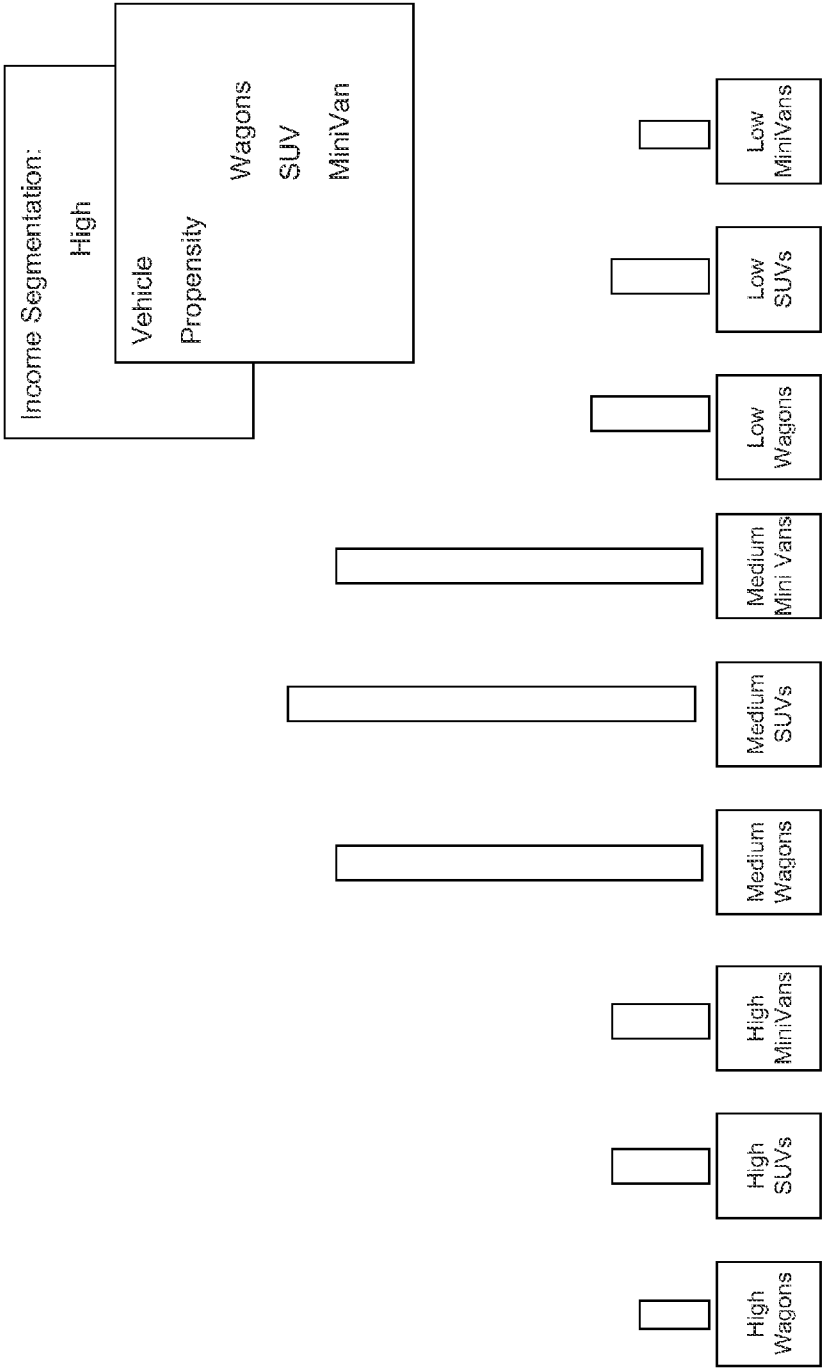 Income Segmentation:
High
Vehicle
Propensity
Wagons
SUV
MiniVan
High
Wagons
High
SUVs
High
MiniVans
Medium
Wagons
Medium
SUVs
Medium
Mini Vans
Low
Wagons
Low
SUVs
Low
MiniVans